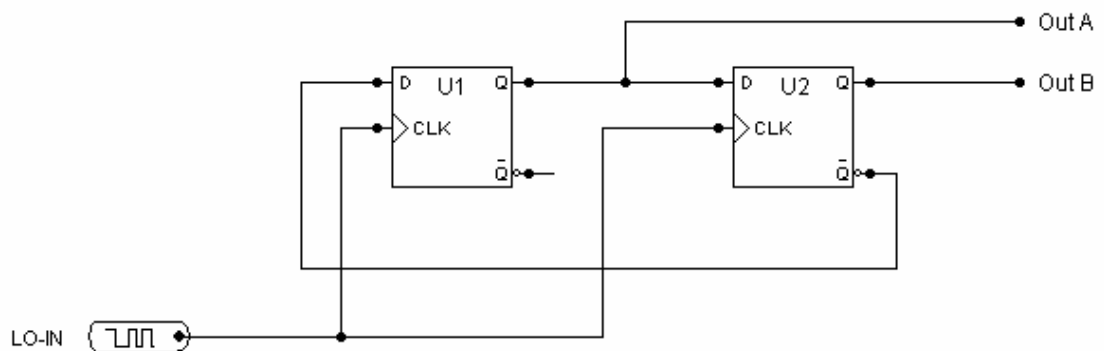 Out A
D U1 Q
D U2 Q
Out B
CLK
CLK
Q̄
Q̄
LO-IN